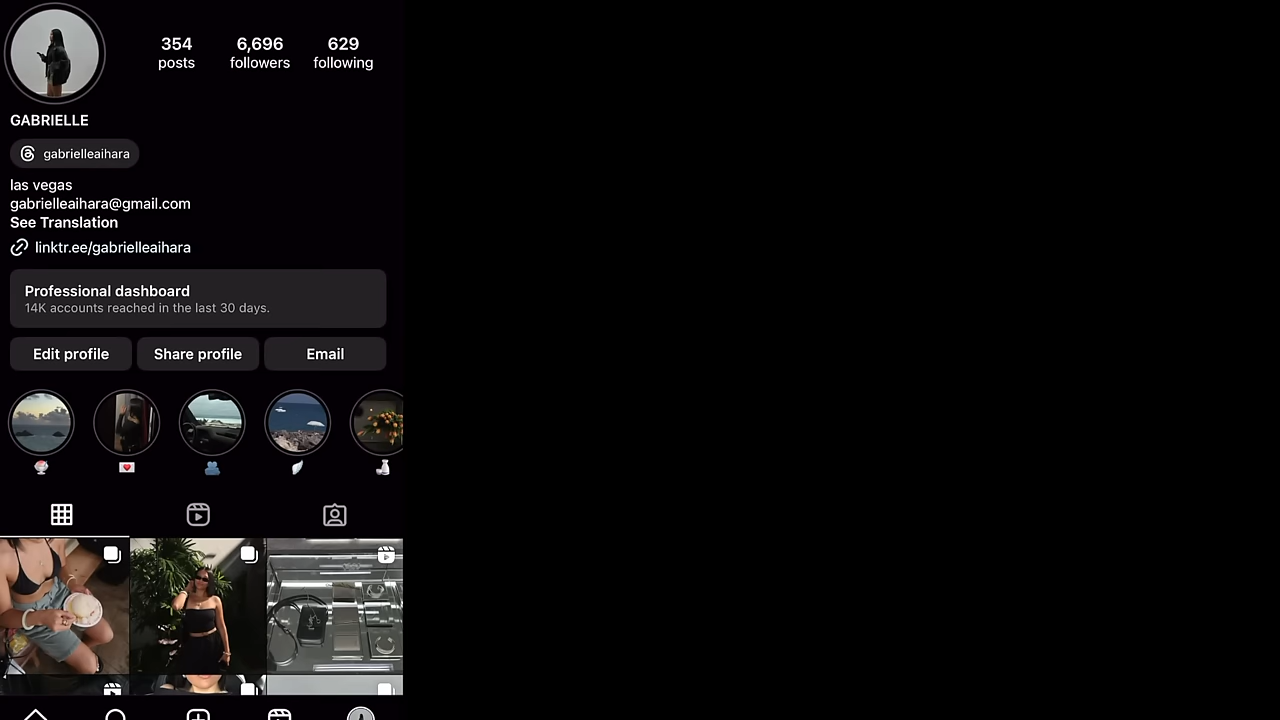 354 6,696 629
posts followers following
GABRIELLE
gabrielleaihara
las vegas
gabrielleaihara@gmail.com
See Translation
linktr.ee/gabrielleaihara
Professional dashboard
14K accounts reached in the last 30 days.
Edit profile Share profile Email